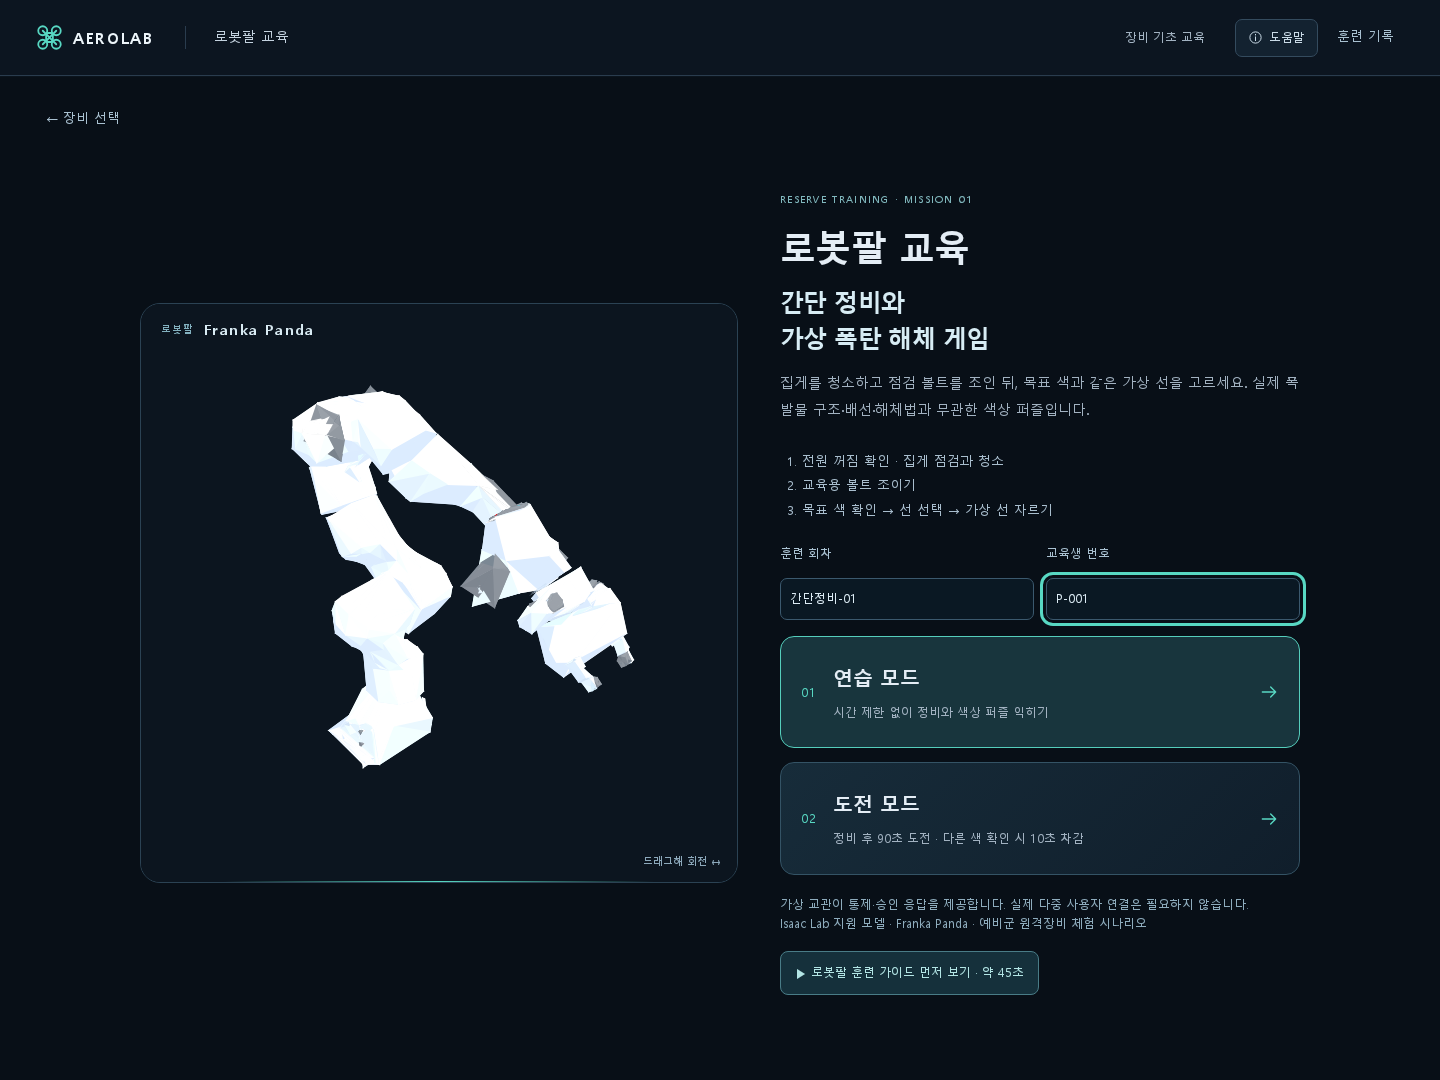 AEROLAB
로봇팔 교육
장비 기초 교육
ⓘ 도움말
훈련 기록
← 장비 선택
로봇팔 Franka Panda
드래그해 회전 ↔
RESERVE TRAINING · MISSION 01
로봇팔 교육
간단 정비와
가상 폭탄 해체 게임
집게를 청소하고 점검 볼트를 조인 뒤, 목표 색과 같은 가상 선을 고르세요. 실제 폭
발물 구조·배선·해체법과 무관한 색상 퍼즐입니다.
1. 전원 꺼짐 확인 · 집게 점검과 청소
2. 교육용 볼트 조이기
3. 목표 색 확인 → 선 선택 → 가상 선 자르기
훈련 회차
교육생 번호
간단정비-01
P-001
01
연습 모드
시간 제한 없이 정비와 색상 퍼즐 익히기
→
02
도전 모드
정비 후 90초 도전 · 다른 색 확인 시 10초 차감
→
가상 교관이 통제·승인 응답을 제공합니다. 실제 다중 사용자 연결은 필요하지 않습니다.
Isaac Lab 지원 모델 · Franka Panda · 예비군 원격장비 체험 시나리오
▶ 로봇팔 훈련 가이드 먼저 보기 · 약 45초